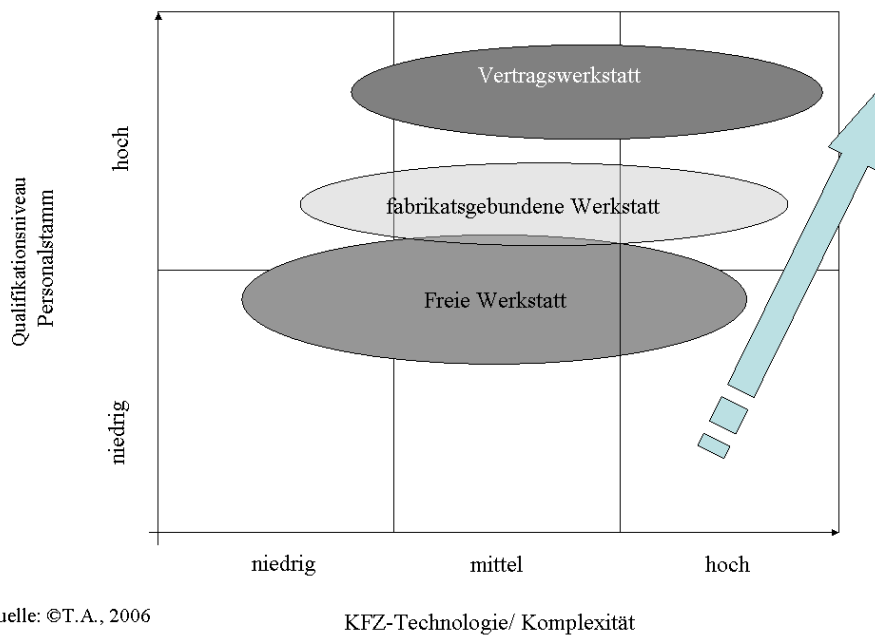 Vertragswerkstatt
hoch
fabrikatsgebundene Werkstatt
Qualifikationsniveau
Personalstamm
Freie Werkstatt
niedrig
niedrig
mittel
hoch
uelle: ©T.A., 2006
KFZ-Technologie/ Komplexität